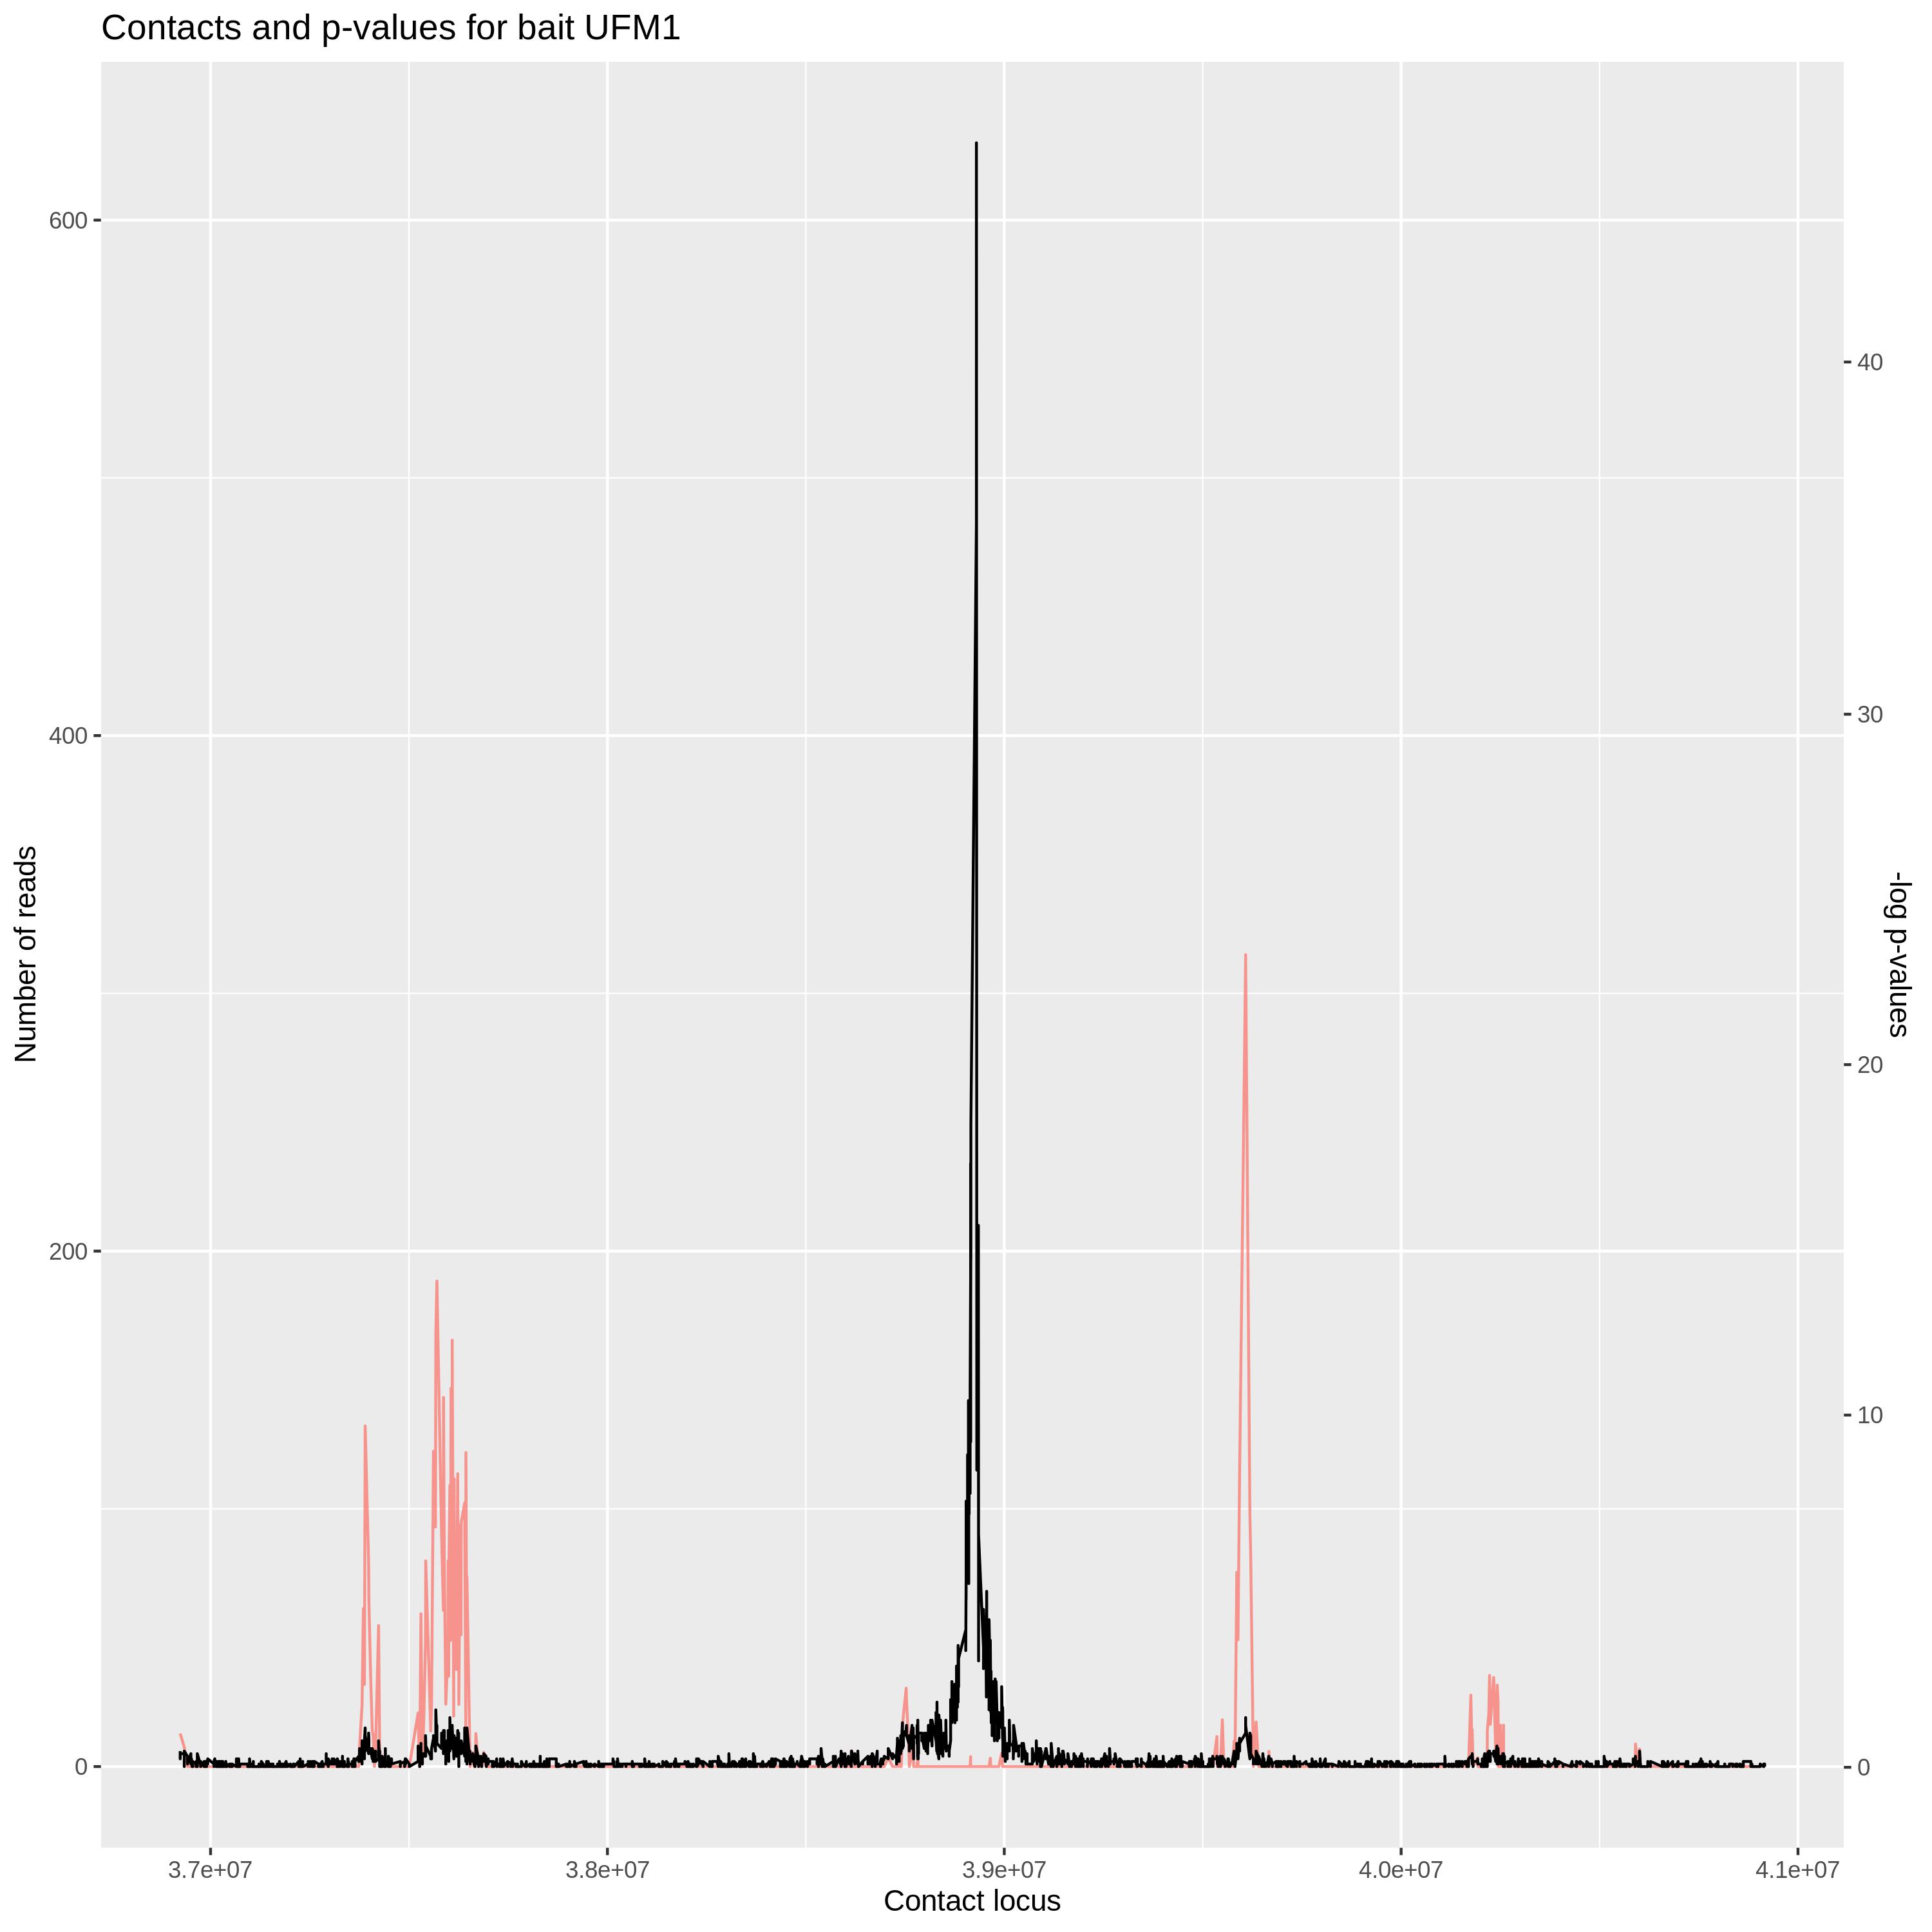 Contacts and p-values for bait UFM1
600
400
200
0
Number of reads
40
30
20
10
0
-log p-values
3.7e+07
3.8e+07
3.9e+07
4.0e+07
4.1e+07
Contact locus